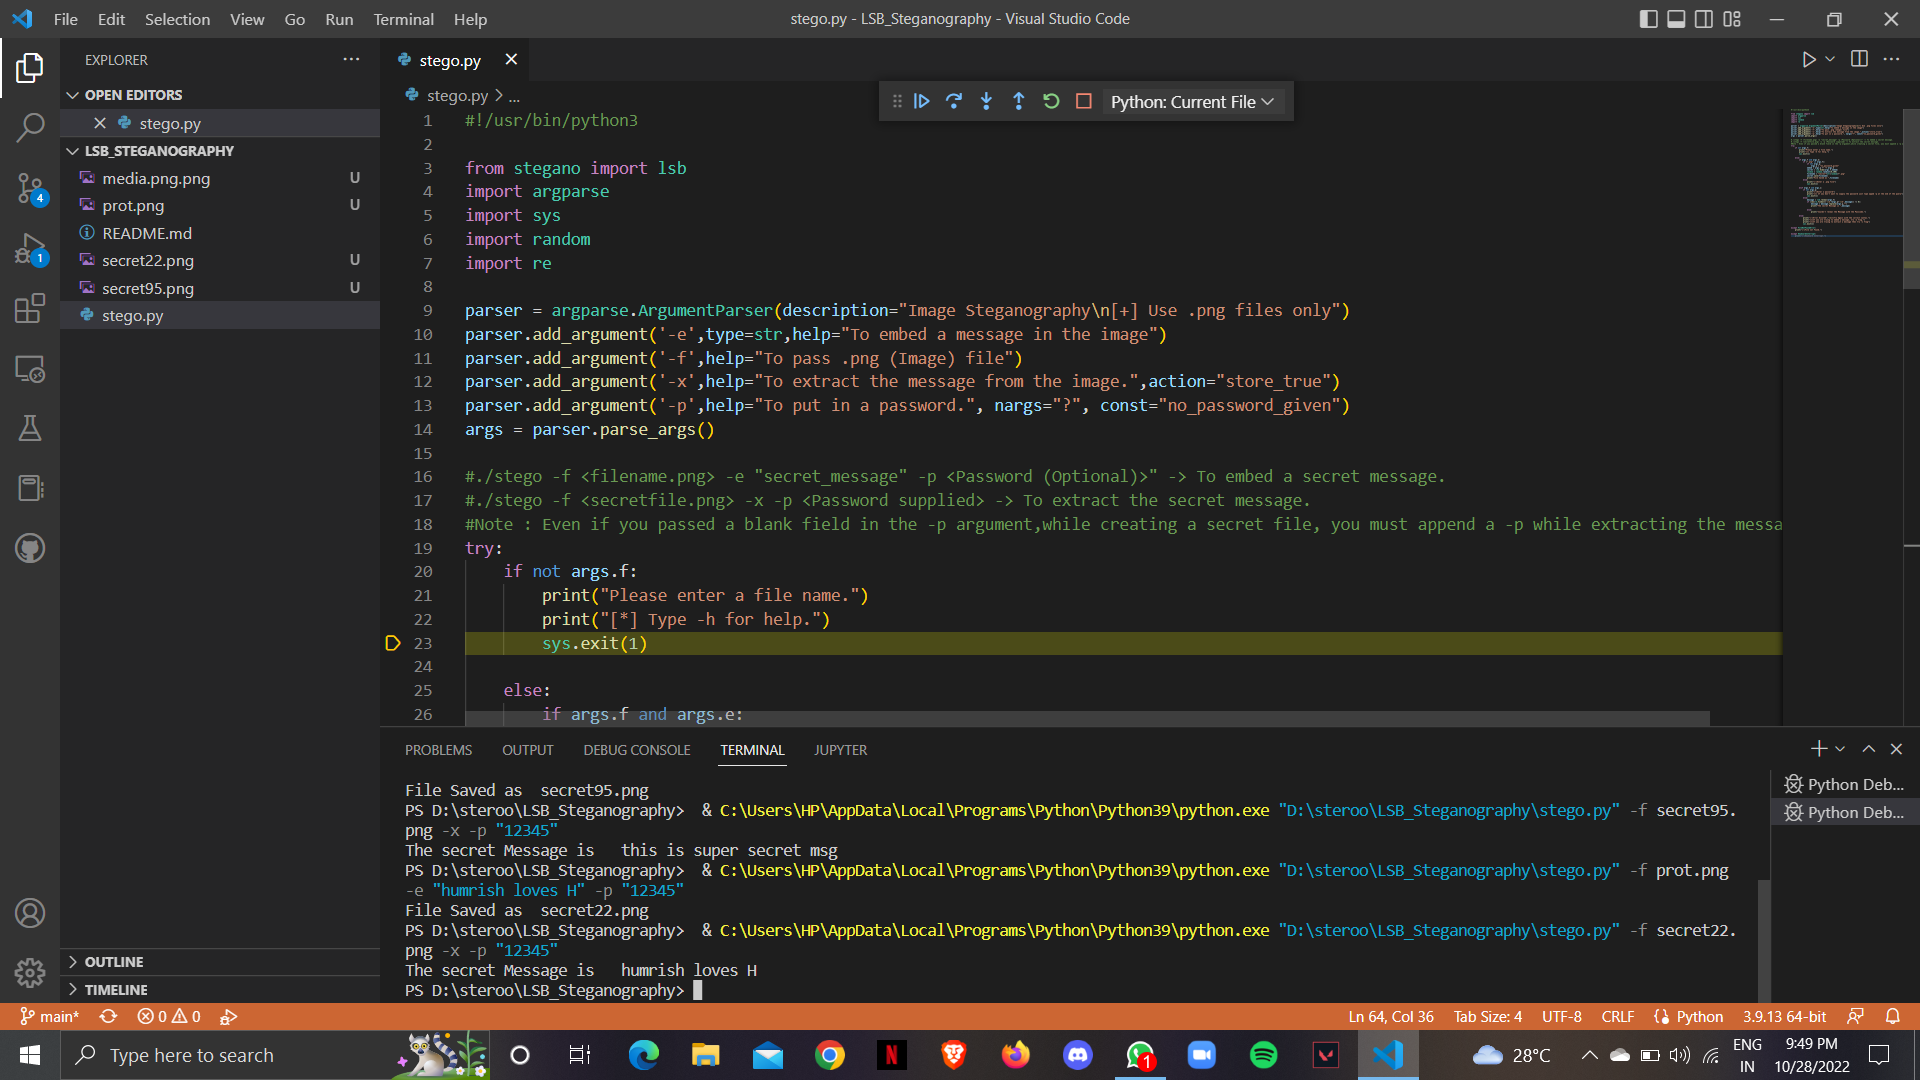 File Edit Selection View Go Run Terminal Help
stego.py - LSB_Steganography - Visual Studio Code
EXPLORER
OPEN EDITORS
stego.py
LSB_STEGANOGRAPHY
media.png.png U
prot.png U
README.md
secret22.png U
secret95.png U
stego.py
OUTLINE
TIMELINE
4
1
stego.py
stego.py > ...
Python: Current File
1 #!/usr/bin/python3
2
3 from stegano import lsb
4 import argparse
5 import sys
6 import random
7 import re
8
9 parser = argparse.ArgumentParser(description="Image Steganography\n[+] Use .png files only")
10 parser.add_argument('-e',type=str,help="To embed a message in the image")
11 parser.add_argument('-f',help="To pass .png (Image) file")
12 parser.add_argument('-x',help="To extract the message from the image.",action="store_true")
13 parser.add_argument('-p',help="To put in a password.", nargs="?", const="no_password_given")
14 args = parser.parse_args()
15
16 #./stego -f <filename.png> -e "secret_message" -p <Password (Optional)>" -> To embed a secret message.
17 #./stego -f <secretfile.png> -x -p <Password supplied> -> To extract the secret message.
18 #Note : Even if you passed a blank field in the -p argument,while creating a secret file, you must append a -p while extracting the messa
19 try:
20 if not args.f:
21 print("Please enter a file name.")
22 print("[*] Type -h for help.")
23 sys.exit(1)
24
25 else:
26 if args.f and args.e:
PROBLEMS OUTPUT DEBUG CONSOLE TERMINAL JUPYTER
File Saved as  secret95.png
PS D:\steroo\LSB_Steganography>  & C:\Users\HP\AppData\Local\Programs\Python\Python39\python.exe "D:\steroo\LSB_Steganography\stego.py" -f secret95.
png -x -p "12345"
The secret Message is   this is super secret msg
PS D:\steroo\LSB_Steganography>  & C:\Users\HP\AppData\Local\Programs\Python\Python39\python.exe "D:\steroo\LSB_Steganography\stego.py" -f prot.png
-e "humrish loves H" -p "12345"
File Saved as  secret22.png
PS D:\steroo\LSB_Steganography>  & C:\Users\HP\AppData\Local\Programs\Python\Python39\python.exe "D:\steroo\LSB_Steganography\stego.py" -f secret22.
png -x -p "12345"
The secret Message is   humrish loves H
PS D:\steroo\LSB_Steganography>
Python Deb...
Python Deb...
main* 0 0 Ln 64, Col 36 Tab Size: 4 UTF-8 CRLF Python 3.9.13 64-bit
Type here to search
1
28°C
ENG
IN
9:49 PM
10/28/2022